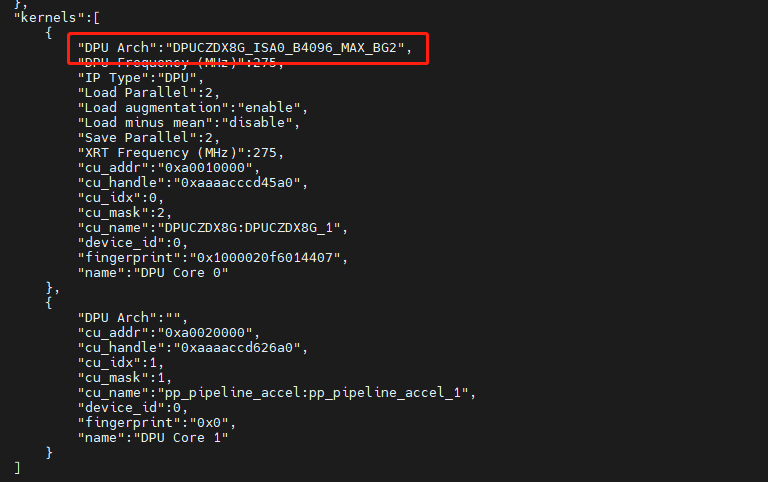 },
"kernels":[
{
"DPU Arch":"DPUCZDX8G_ISA0_B4096_MAX_BG2",
"DPU Frequency (MHz)":275,
"IP Type":"DPU",
"Load Parallel":2,
"Load augmentation":"enable",
"Load minus mean":"disable",
"Save Parallel":2,
"XRT Frequency (MHz)":275,
"cu_addr":"0xa0010000",
"cu_handle":"0xaaaacccd45a0",
"cu_idx":0,
"cu_mask":2,
"cu_name":"DPUCZDX8G:DPUCZDX8G_1",
"device_id":0,
"fingerprint":"0x1000020f6014407",
"name":"DPU Core 0"
},
{
"DPU Arch":"",
"cu_addr":"0xa0020000",
"cu_handle":"0xaaaaccd626a0",
"cu_idx":1,
"cu_mask":1,
"cu_name":"pp_pipeline_accel:pp_pipeline_accel_1",
"device_id":0,
"fingerprint":"0x0",
"name":"DPU Core 1"
}
]